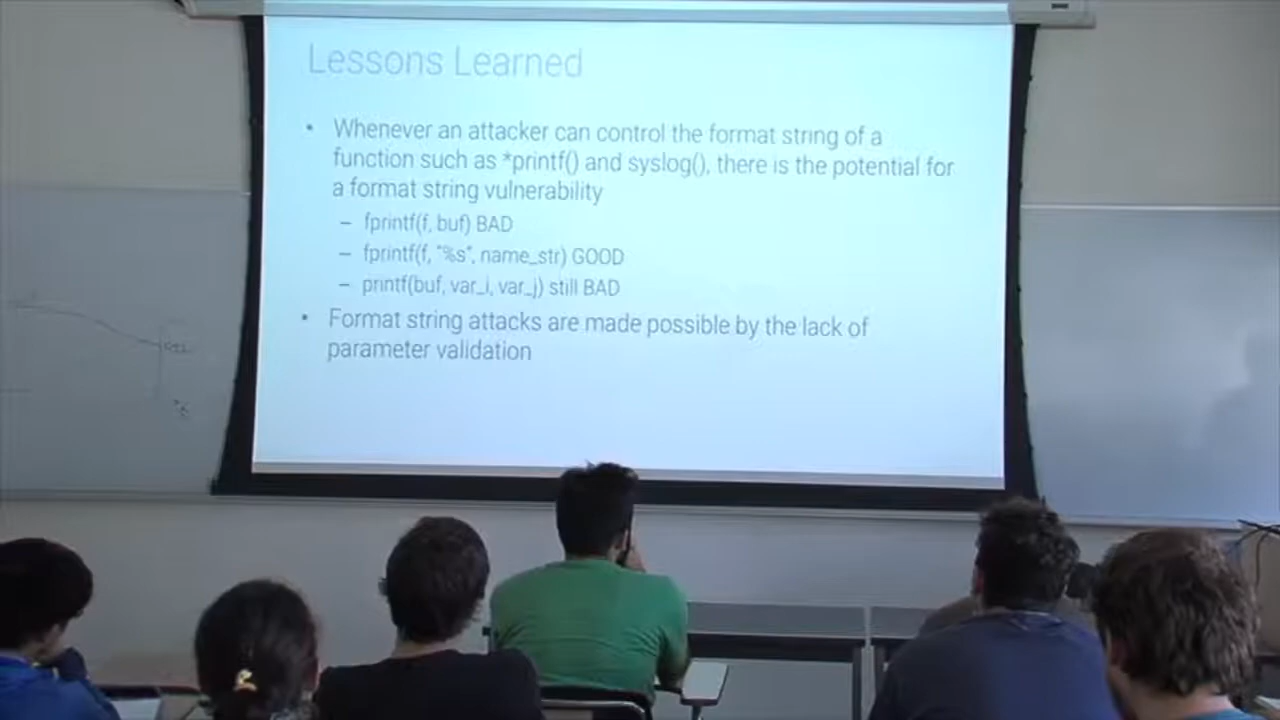 Lessons Learned
• Whenever an attacker can control the format string of a
function such as *printf() and syslog(), there is the potential for
a format string vulnerability
– fprintf(f, buf) BAD
– fprintf(f, "%s", name_str) GOOD
– printf(buf, var_i, var_j) still BAD
• Format string attacks are made possible by the lack of
parameter validation